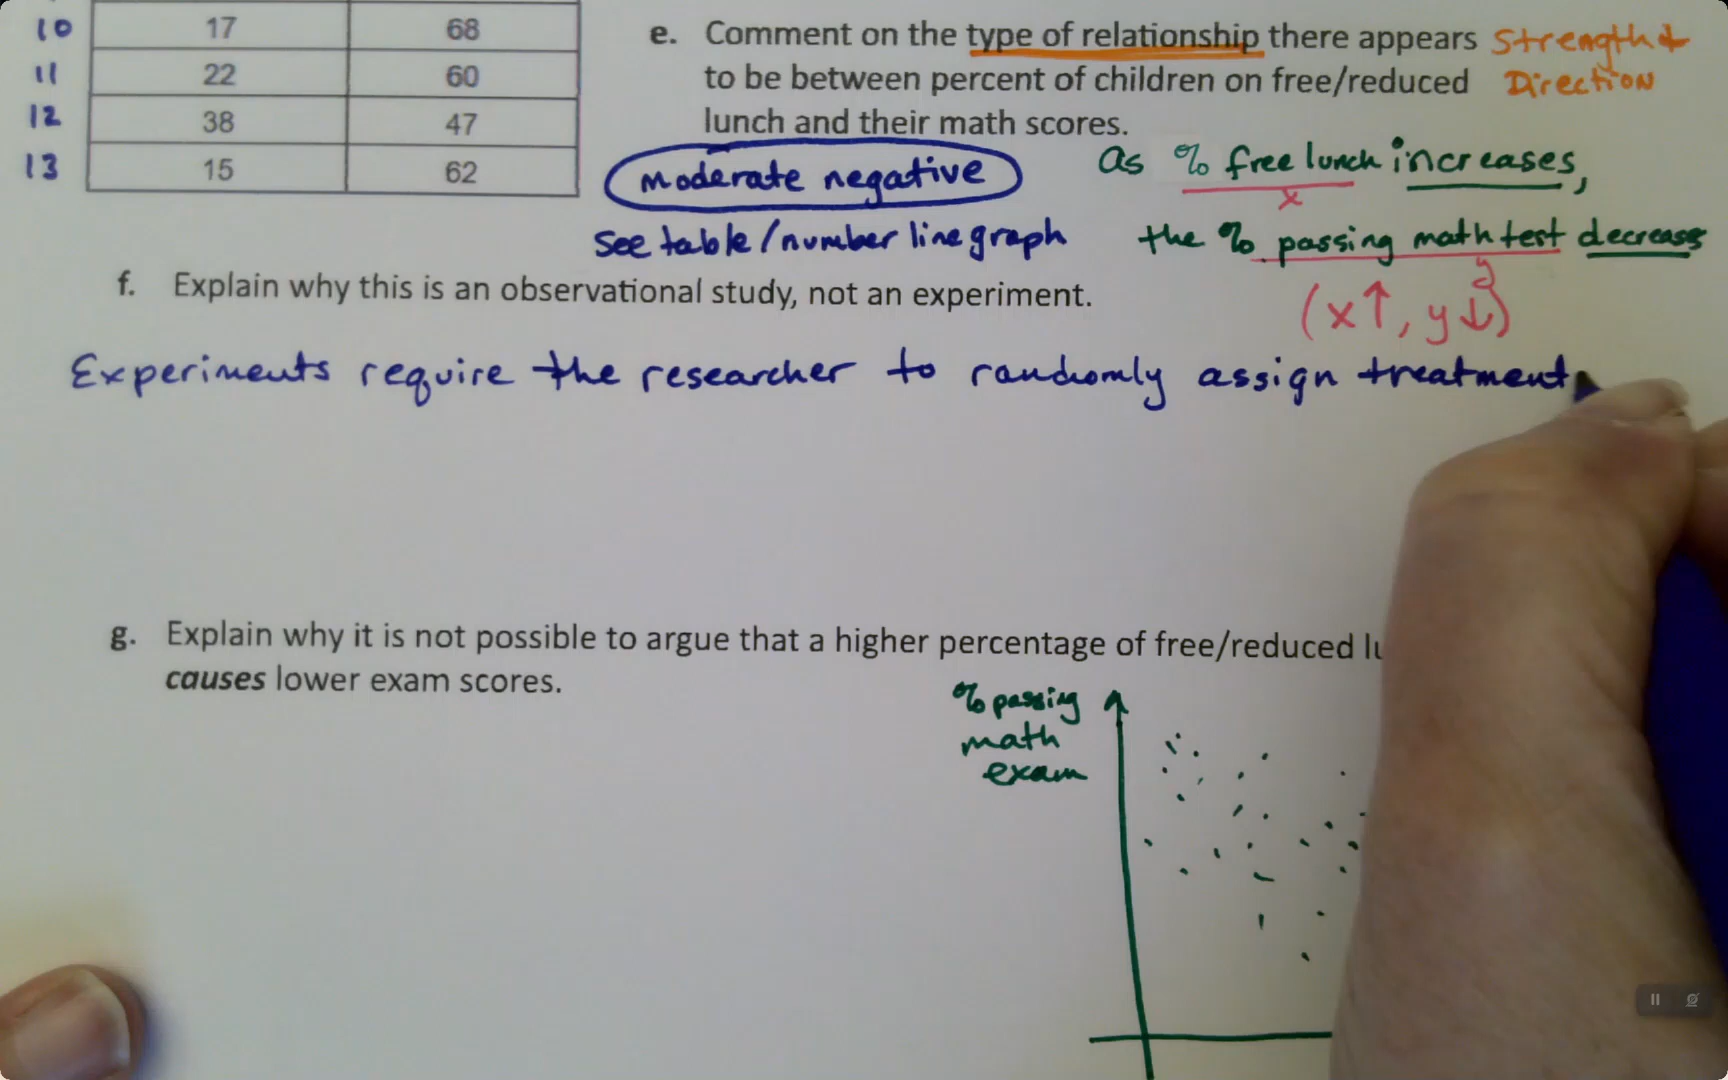 10 17 68
11 22 60
12 38 47
13 15 62
e. Comment on the type of relationship there appears
to be between percent of children on free/reduced
lunch and their math scores.
Strength +
Direction
moderate negative
see table/number line graph
As % free lunch increases,
x
the % passing math test decreases
y
(x↑, y↓)
f. Explain why this is an observational study, not an experiment.
Experiments require the researcher to randomly assign treatment
g. Explain why it is not possible to argue that a higher percentage of free/reduced
causes lower exam scores.
% passing
math
exam